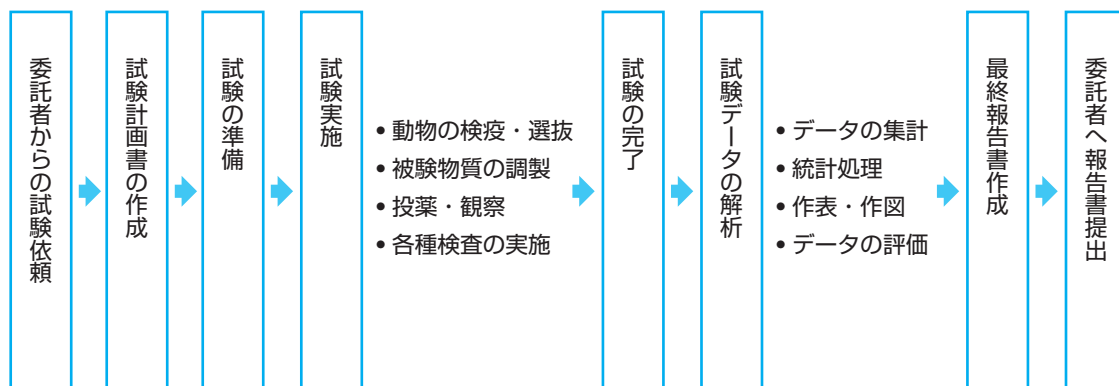 委託者からの試験依頼
試験計画書の作成
試験の準備
試験実施
• 動物の検疫・選抜
• 被験物質の調製
• 投薬・観察
• 各種検査の実施
試験の完了
試験データの解析
• データの集計
• 統計処理
• 作表・作図
• データの評価
最終報告書作成
委託者へ報告書提出